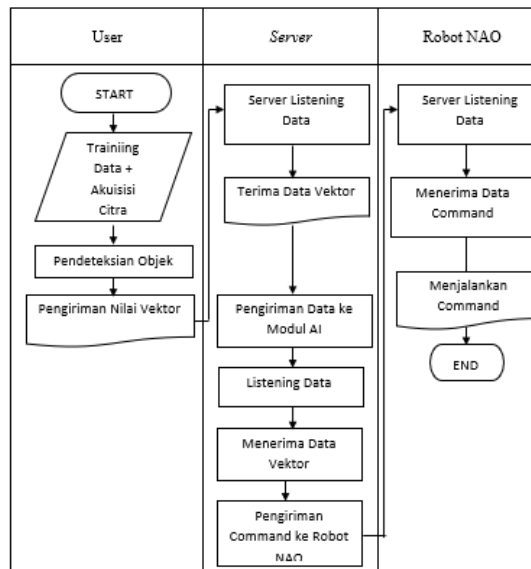 User
Server
Robot NAO
START
Trainiing
Data +
Akuisisi
Citra
Pendeteksian Objek
Pengiriman Nilai Vektor
Server Listening
Data
Terima Data Vektor
Pengiriman Data ke
Modul AI
Listening Data
Menerima Data
Vektor
Pengiriman
Command ke Robot
NAO
Server Listening
Data
Menerima Data
Command
Menjalankan
Command
END